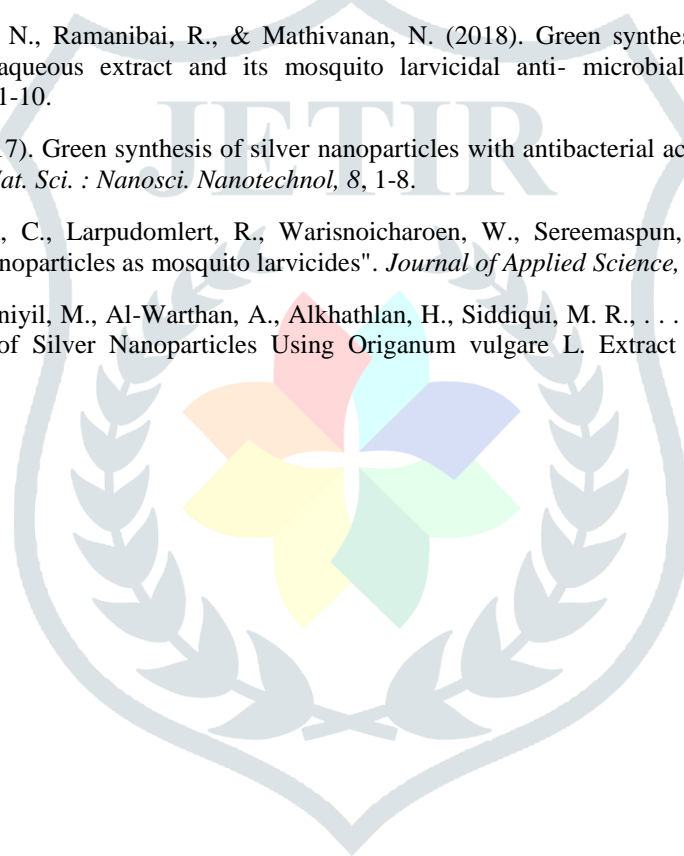 N., Ramanibai, R., & Mathivanan, N. (2018). Green synthes
aqueous extract and its mosquito larvicidal anti- microbial
1-10.
17). Green synthesis of silver nanoparticles with antibacterial ac
Nat. Sci. : Nanosci. Nanotechnol, 8, 1-8.
, C., Larpudomlert, R., Warisnoicharoen, W., Sereemaspun,
noparticles as mosquito larvicides". Journal of Applied Science,
niyil, M., Al-Warthan, A., Alkhathlan, H., Siddiqui, M. R., . . .
of Silver Nanoparticles Using Origanum vulgare L. Extract
JETIR